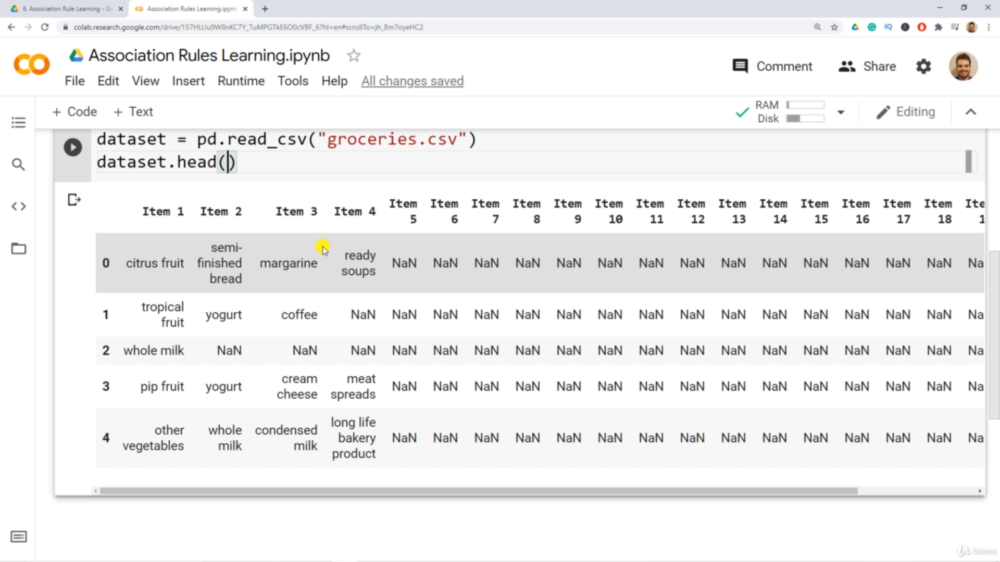 6. Association Rule Learning - Go
Association Rules Learning.ipynb
colab.research.google.com/drive/157HLUu9W8nKC7Y_TuMPGTkE6O0cVBF_6?hl=en#scrollTo=jh_8m7oyeHC2
IQ
CO Association Rules Learning.ipynb
Comment Share
File Edit View Insert Runtime Tools Help All changes saved
+ Code + Text
RAM
Disk
Editing
dataset = pd.read_csv("groceries.csv")
dataset.head()
Item 1 Item 2 Item 3 Item 4 Item 5 Item 6 Item 7 Item 8 Item 9 Item 10 Item 11 Item 12 Item 13 Item 14 Item 15 Item 16 Item 17 Item 18 Ite 1
0 citrus fruit semi-finished bread margarine ready soups NaN NaN NaN NaN NaN NaN NaN NaN NaN NaN NaN NaN NaN NaN Na
1 tropical fruit yogurt coffee NaN NaN NaN NaN NaN NaN NaN NaN NaN NaN NaN NaN NaN NaN NaN Na
2 whole milk NaN NaN NaN NaN NaN NaN NaN NaN NaN NaN NaN NaN NaN NaN NaN NaN NaN Na
3 pip fruit yogurt cream cheese meat spreads NaN NaN NaN NaN NaN NaN NaN NaN NaN NaN NaN NaN NaN NaN Na
4 other vegetables whole milk condensed milk long life bakery product NaN NaN NaN NaN NaN NaN NaN NaN NaN NaN NaN NaN NaN NaN Na
Udemy